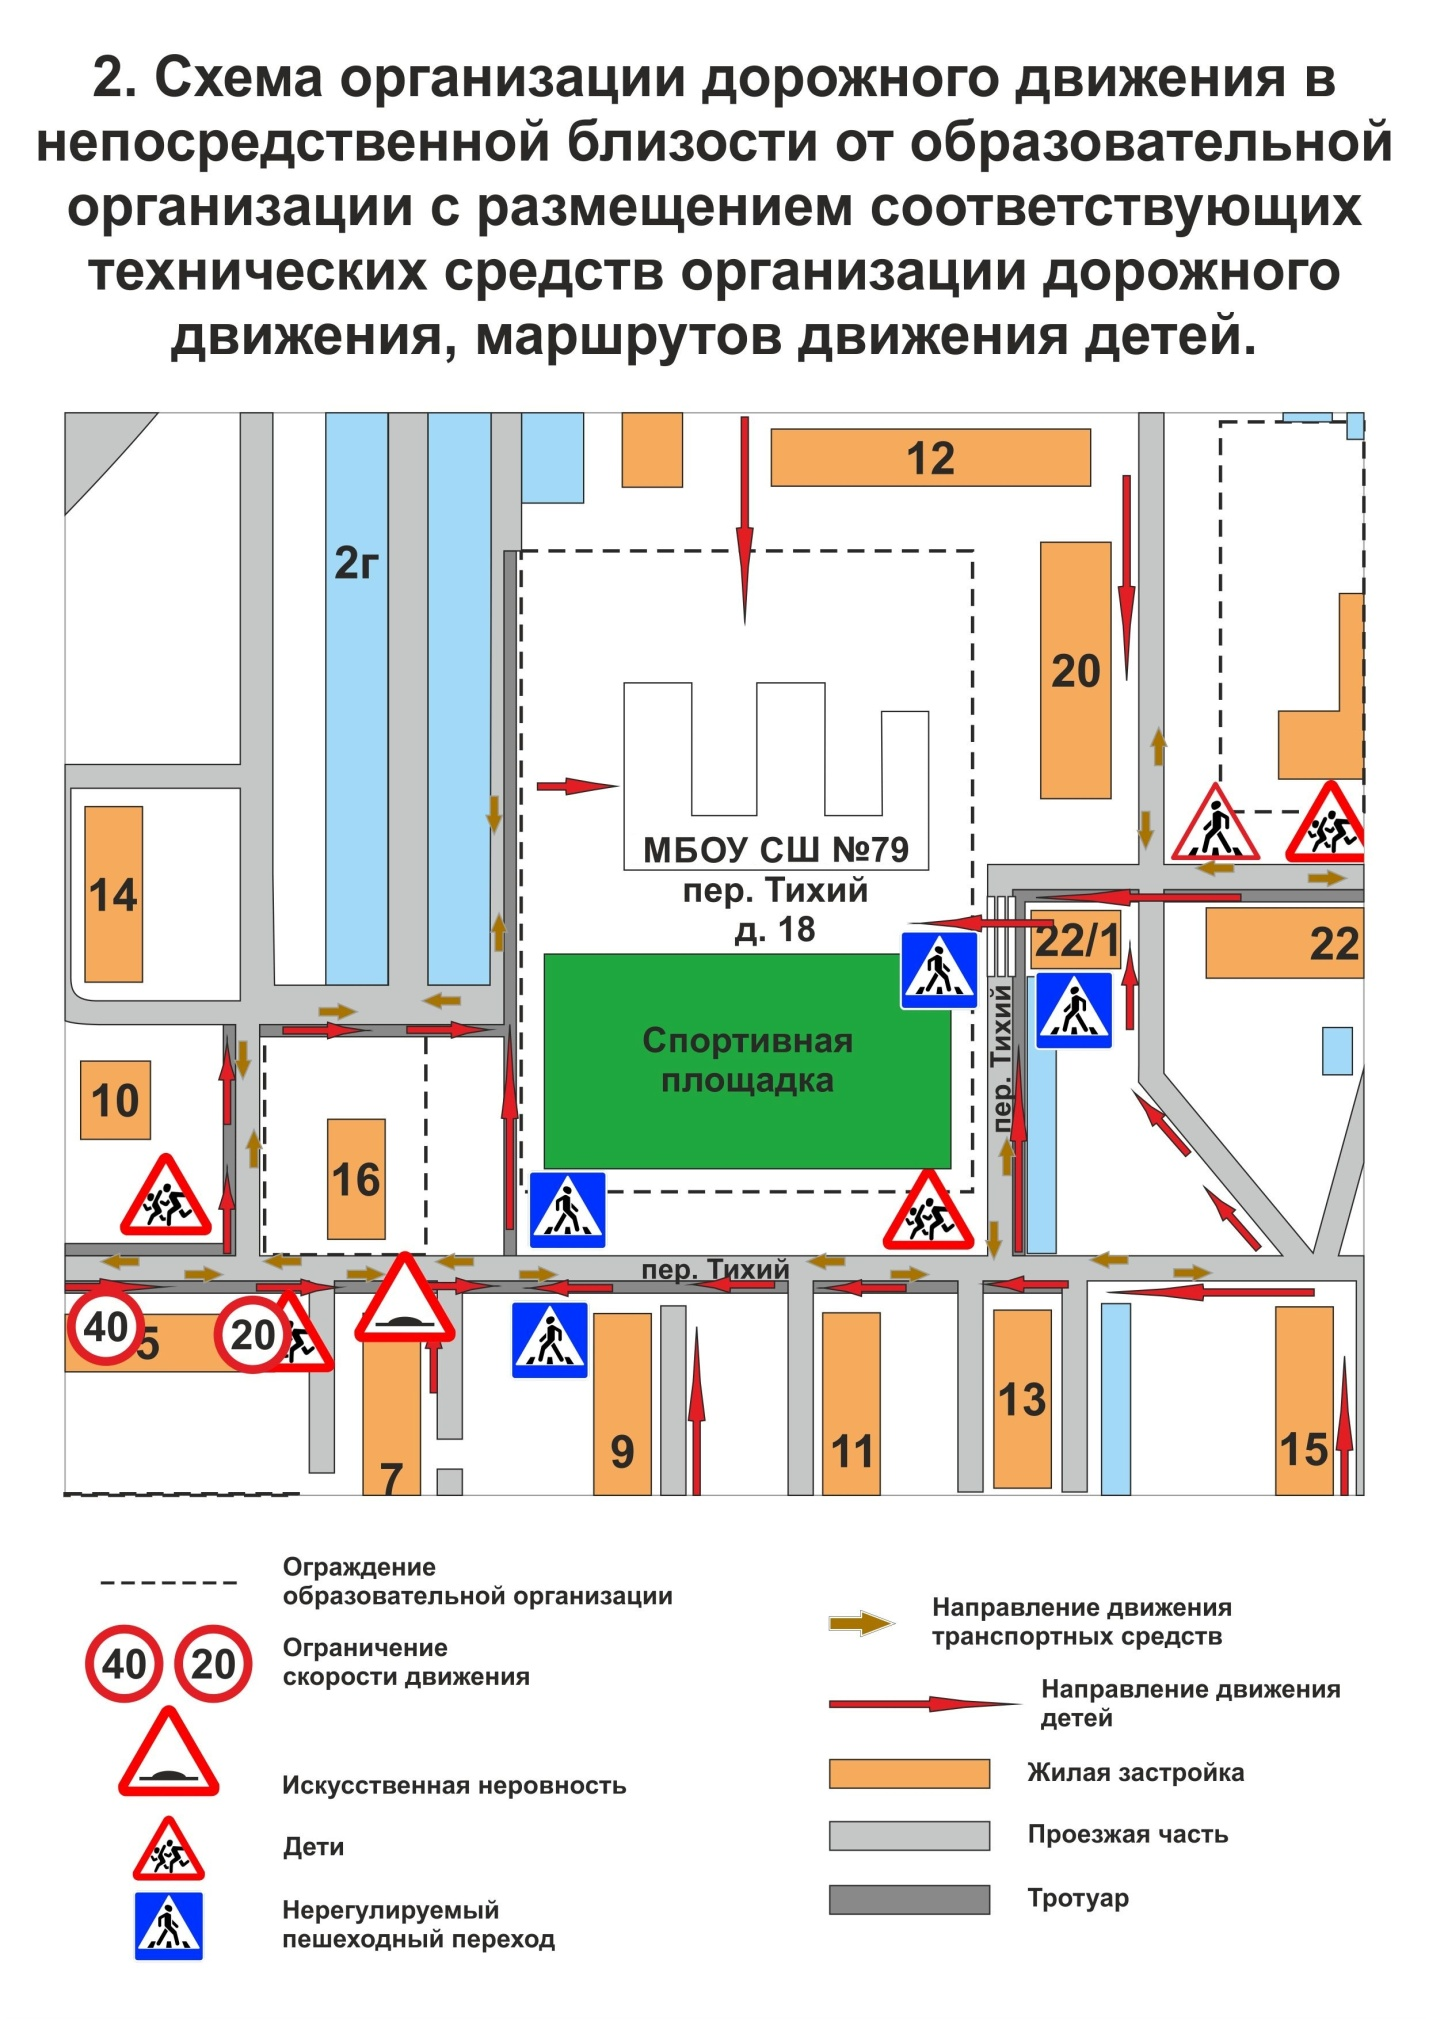 2. Схема организации дорожного движения в
непосредственной близости от образовательной
организации с размещением соответствующих
технических средств организации дорожного
движения, маршрутов движения детей.
12
2г
20
14
МБОУ СШ №79
пер. Тихий
д. 18
22/1
22
Спортивная
площадка
пер. Тихий
10
16
пер. Тихий
40
5
20
13
7
9
11
15
Ограждение
образовательной организации
40
20
Ограничение
скорости движения
Искусственная неровность
Дети
Нерегулируемый
пешеходный переход
Направление движения
транспортных средств
Направление движения
детей
Жилая застройка
Проезжая часть
Тротуар